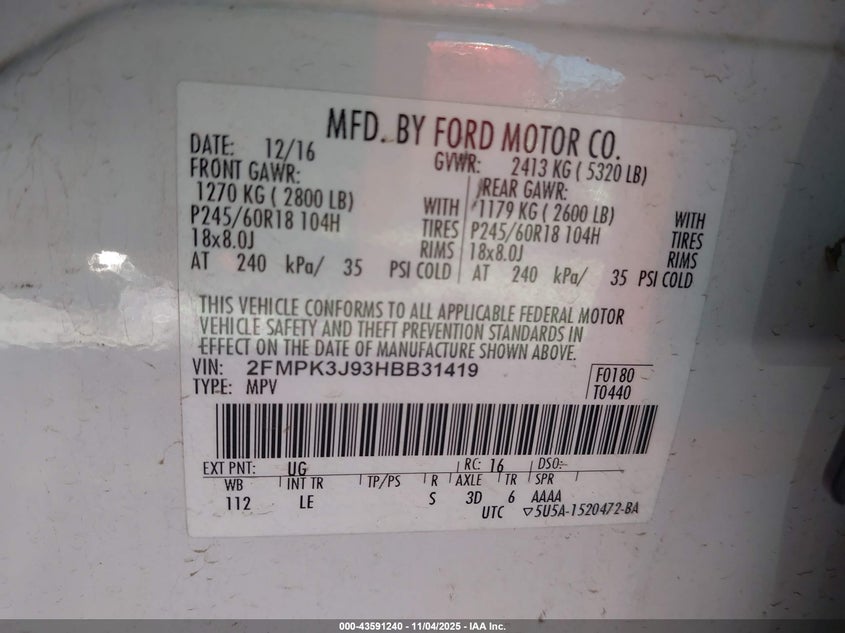 MFD. BY FORD MOTOR CO.
DATE: 12/16 GVWR: 2413 KG ( 5320 LB)
FRONT GAWR: REAR GAWR:
1270 KG ( 2800 LB) WITH 1179 KG ( 2600 LB) WITH
P245/60R18 104H TIRES P245/60R18 104H TIRES
18x8.0J RIMS 18x8.0J RIMS
AT 240 kPa/ 35 PSI COLD AT 240 kPa/ 35 PSI COLD
THIS VEHICLE CONFORMS TO ALL APPLICABLE FEDERAL MOTOR
VEHICLE SAFETY AND THEFT PREVENTION STANDARDS IN
EFFECT ON THE DATE OF MANUFACTURE SHOWN ABOVE.
VIN: 2FMPK3J93HBB31419 F0180
TYPE: MPV T0440
EXT PNT: UG RC: 16 DSO:
WB INT TR TP/PS R AXLE TR SPR
112 LE S 3D 6 AAAA
UTC ▽5U5A-1520472-BA
000-43591240 - 11/04/2025 - IAA Inc.